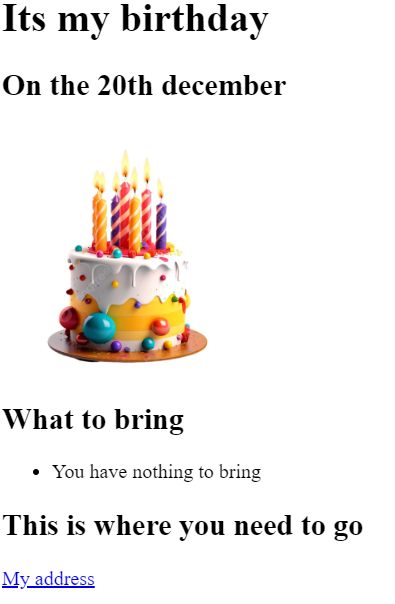 Its my birthday
On the 20th december
What to bring
You have nothing to bring
This is where you need to go
My address